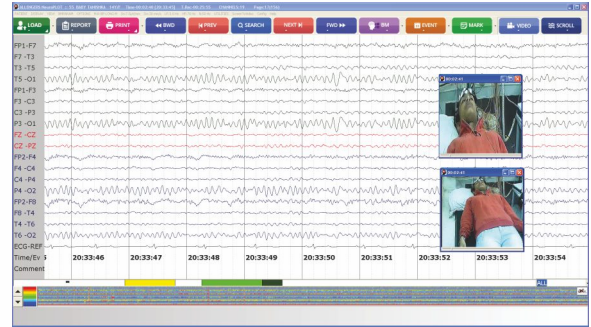 LOAD REPORT PRINT BWD PREV SEARCH NEXT FWD BM EVENT MARK VIDEO SCROLL
FP1-F7
F7 -T3
T3 -T5
T5 -O1
FP1-F3
F3 -C3
C3 -P3
P3 -O1
FZ -CZ
CZ -PZ
FP2-F4
F4 -C4
C4 -P4
P4 -O2
FP2-F8
F8 -T4
T4 -T6
T6 -O2
ECG-REF
Time/Ev 20:33:46 20:33:47 20:33:48 20:33:49 20:33:50 20:33:51 20:33:52 20:33:53 20:33:54
Comment
ALL